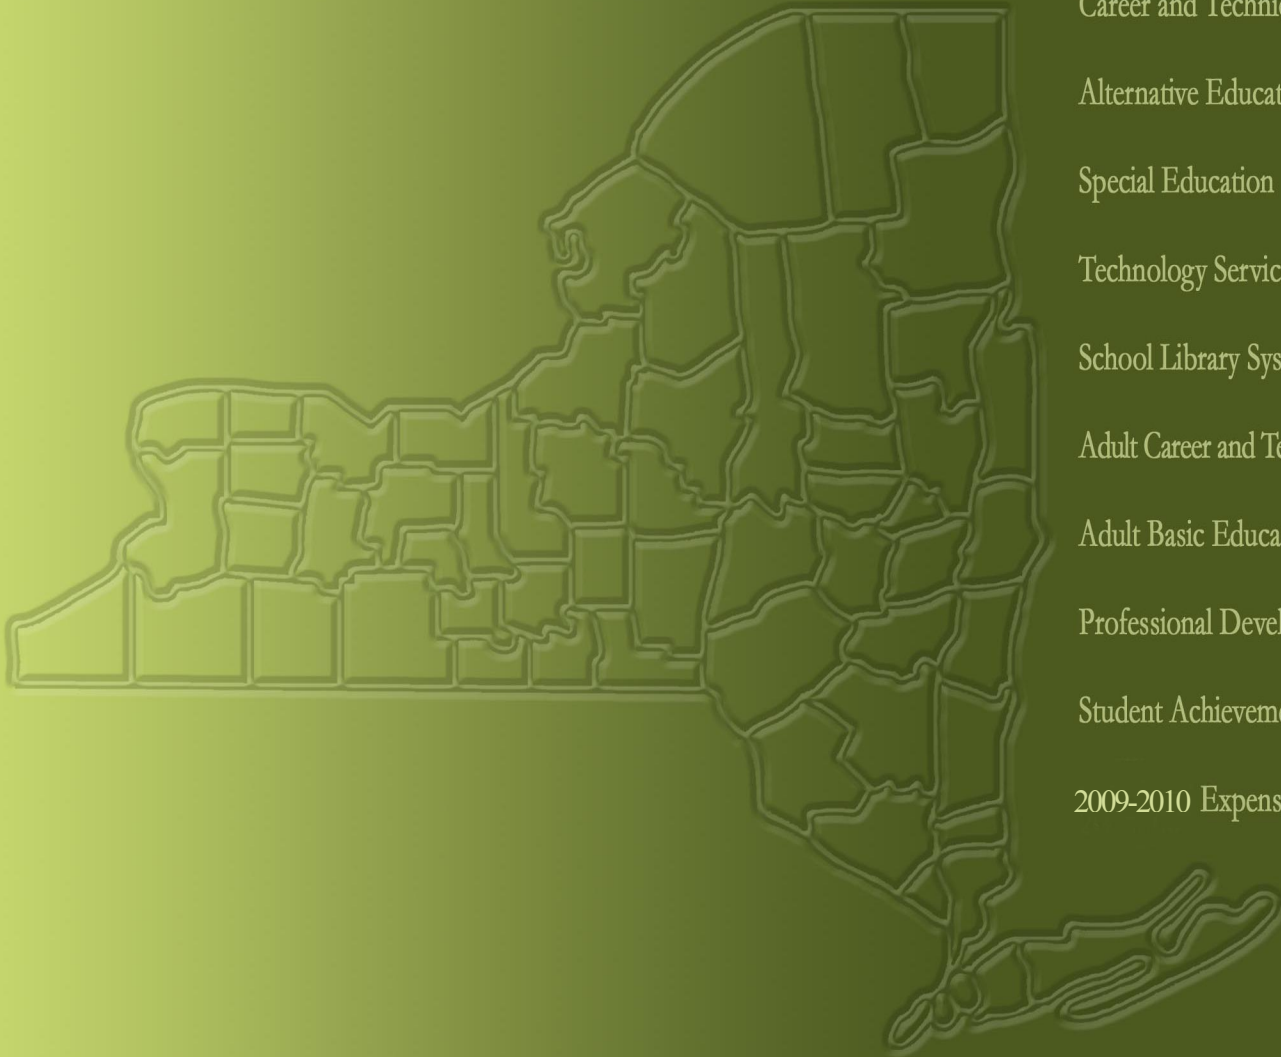 Career and Techni
Alternative Educat
Special Education
Technology Servic
School Library Sys
Adult Career and Te
Adult Basic Educa
Professional Devel
Student Achieveme
2009-2010 Expens